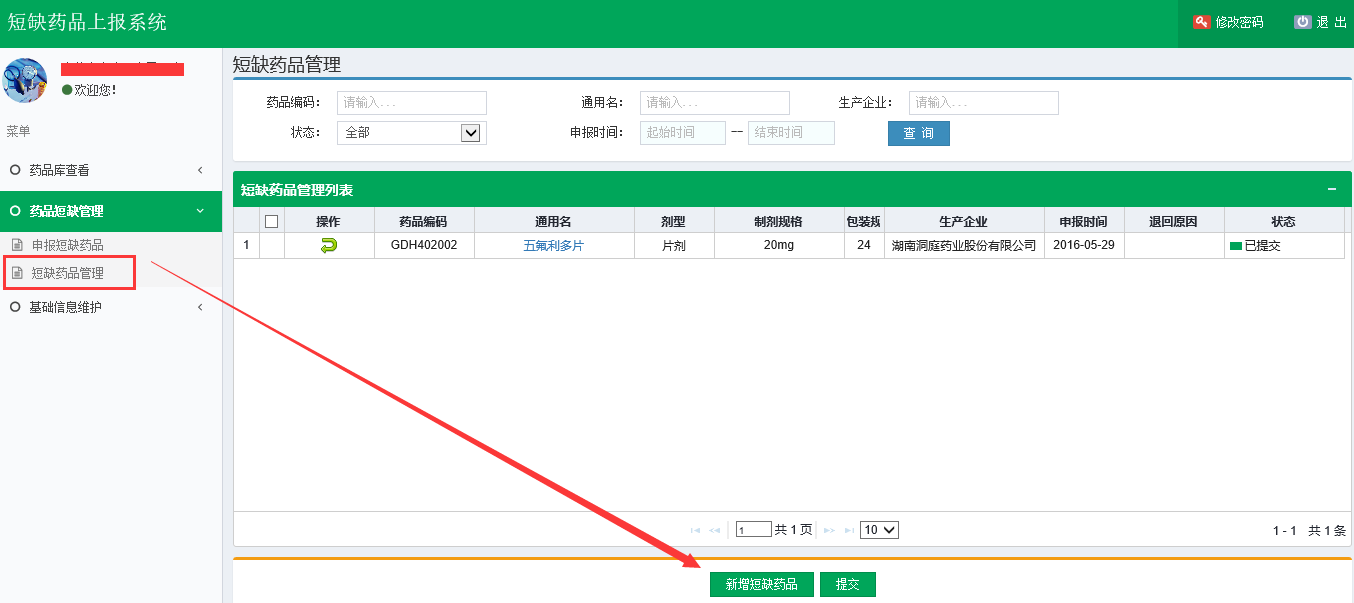 短缺药品上报系统
修改密码
退 出
欢迎您!
菜单
药品库查看
药品短缺管理
申报短缺药品
短缺药品管理
基础信息维护
短缺药品管理
药品编码: 请输入... 通用名: 请输入... 生产企业: 请输入...
状态: 全部 申报时间: 起始时间 -- 结束时间 查 询
短缺药品管理列表
操作 药品编码 通用名 剂型 制剂规格 包装规 生产企业 申报时间 退回原因 状态
1 GDH402002 五氟利多片 片剂 20mg 24 湖南洞庭药业股份有限公司 2016-05-29 已提交
1 共 1 页 10 1 - 1 共 1 条
新增短缺药品 提交